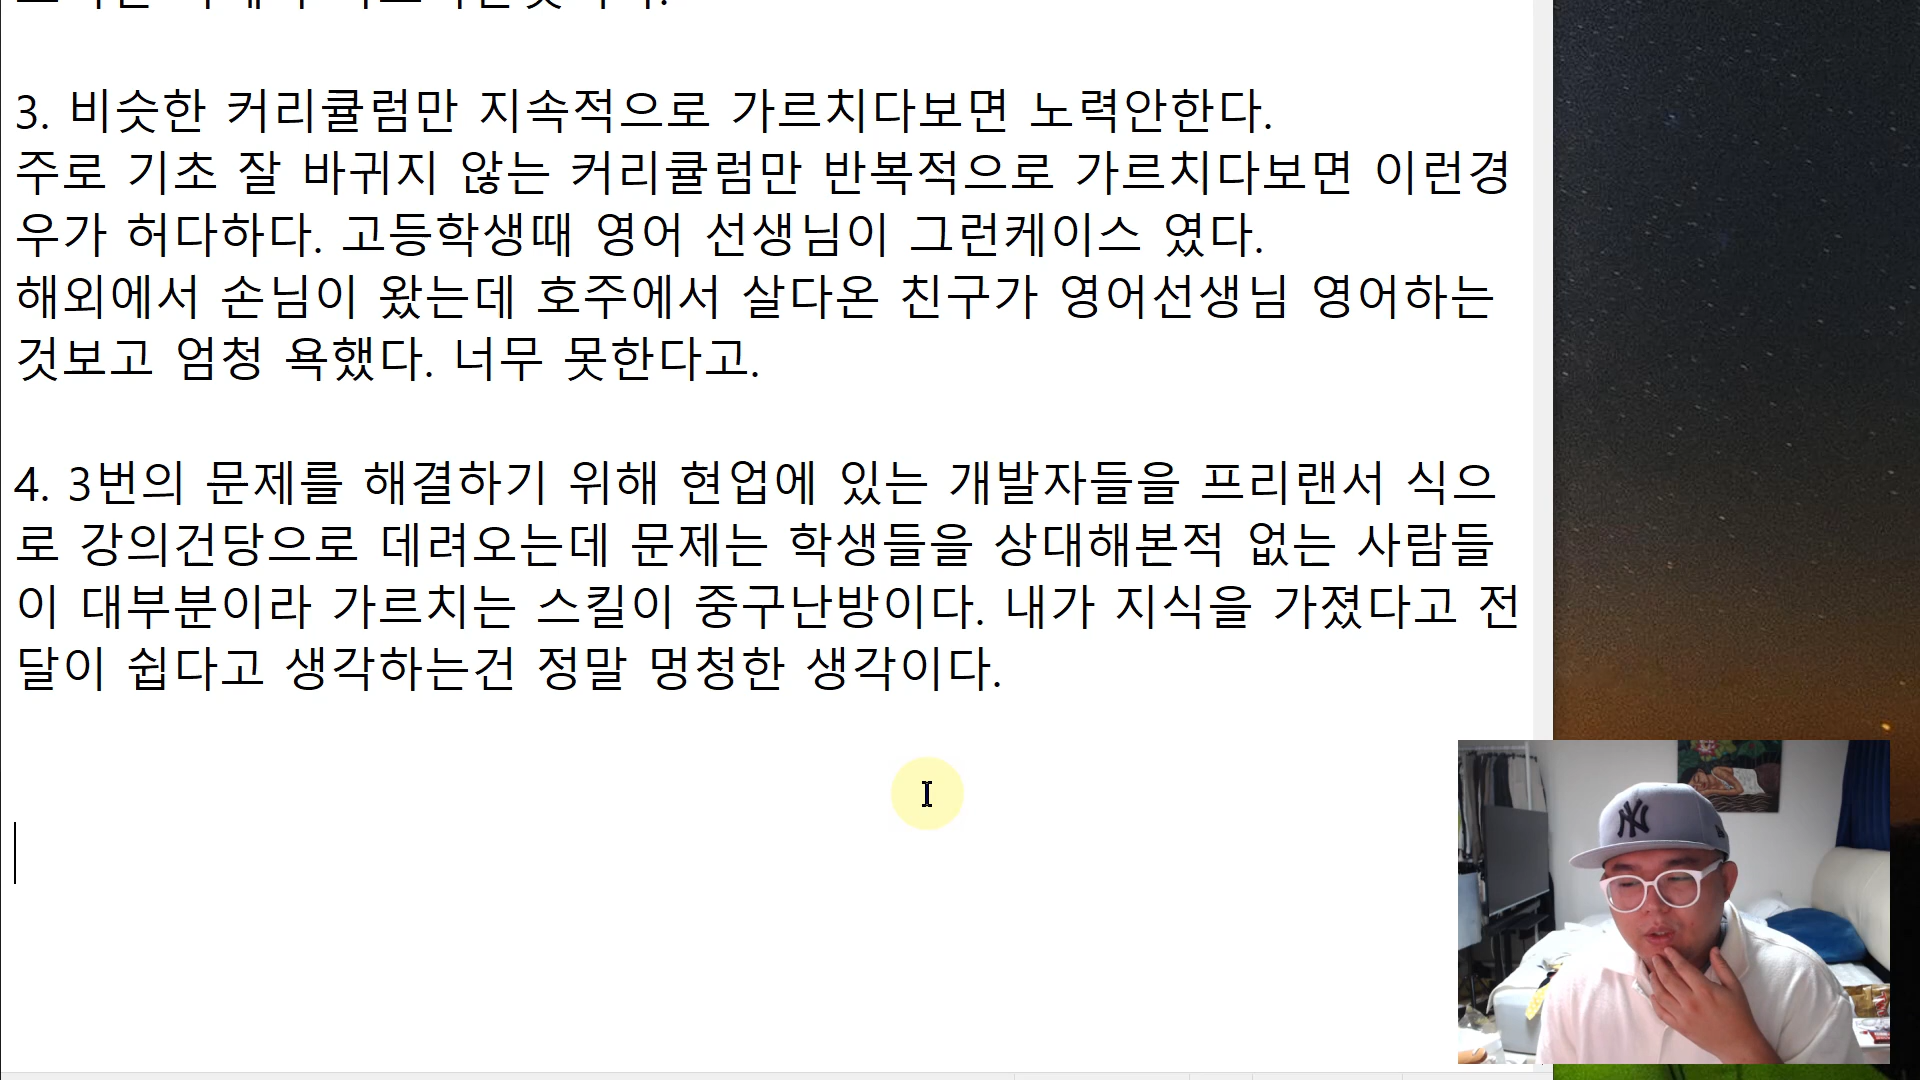 3. 비슷한 커리큘럼만 지속적으로 가르치다보면 노력안한다.
주로 기초 잘 바귀지 않는 커리큘럼만 반복적으로 가르치다보면 이런경
우가 허다하다. 고등학생때 영어 선생님이 그런케이스 였다.
해외에서 손님이 왔는데 호주에서 살다온 친구가 영어선생님 영어하는
것보고 엄청 욕했다. 너무 못한다고.
4. 3번의 문제를 해결하기 위해 현업에 있는 개발자들을 프리랜서 식으
로 강의건당으로 데려오는데 문제는 학생들을 상대해본적 없는 사람들
이 대부분이라 가르치는 스킬이 중구난방이다. 내가 지식을 가졌다고 전
달이 쉽다고 생각하는건 정말 멍청한 생각이다.
NY